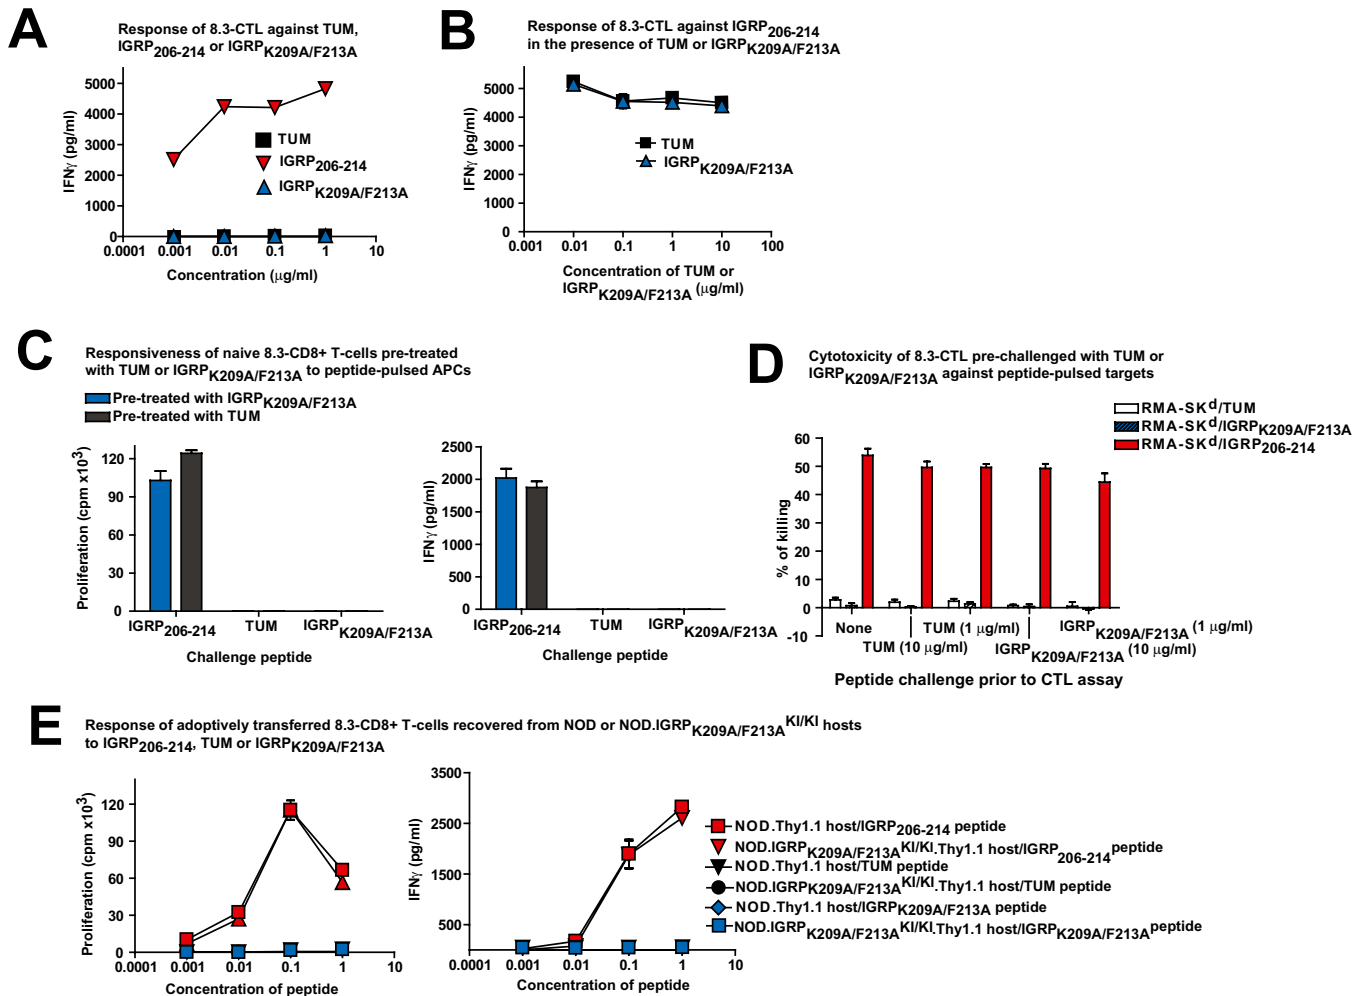 A
Response of 8.3-CTL against TUM,
IGRP206-214 or IGRPK209A/F213A
5000
4000
3000
2000
1000
0
IFNγ (pg/ml)
TUM
IGRP206-214
IGRPK209A/F213A
0.0001 0.001 0.01 0.1 1 10
Concentration (μg/ml)
B
Response of 8.3-CTL against IGRP206-214
in the presence of TUM or IGRPK209A/F213A
5000
4000
3000
2000
1000
0
IFNγ (pg/ml)
TUM
IGRPK209A/F213A
0.001 0.01 0.1 1 10 100
Concentration of TUM or
IGRPK209A/F213A (μg/ml)
C
Responsiveness of naive 8.3-CD8+ T-cells pre-treated
with TUM or IGRPK209A/F213A to peptide-pulsed APCs
Pre-treated with IGRPK209A/F213A
Pre-treated with TUM
120
90
60
30
0
Proliferation (cpm x103)
IGRP206-214 TUM IGRPK209A/F213A
Challenge peptide
2500
2000
1500
1000
500
0
IFNγ (pg/ml)
IGRP206-214 TUM IGRPK209A/F213A
Challenge peptide
D
Cytotoxicity of 8.3-CTL pre-challenged with TUM or
IGRPK209A/F213A against peptide-pulsed targets
RMA-SKd/TUM
RMA-SKd/IGRPK209A/F213A
RMA-SKd/IGRP206-214
60
50
40
30
20
10
0
-10
% of killing
None TUM (1 μg/ml) IGRPK209A/F213A (1 μg/ml)
TUM (10 μg/ml) IGRPK209A/F213A (10 μg/ml)
Peptide challenge prior to CTL assay
E
Response of adoptively transferred 8.3-CD8+ T-cells recovered from NOD or NOD.IGRPK209A/F213AKI/KI hosts
to IGRP206-214, TUM or IGRPK209A/F213A
120
90
60
30
0
Proliferation (cpm x103)
0.0001 0.001 0.01 0.1 1 10
Concentration of peptide
3500
2500
1500
500
IFNγ (pg/ml)
0.0001 0.001 0.01 0.1 1 10
Concentration of peptide
NOD.Thy1.1 host/IGRP206-214 peptide
NOD.IGRPK209A/F213AKI/KI.Thy1.1 host/IGRP206-214 peptide
NOD.Thy1.1 host/TUM peptide
NOD.IGRPK209A/F213AKI/KI.Thy1.1 host/TUM peptide
NOD.Thy1.1 host/IGRPK209A/F213A peptide
NOD.IGRPK209A/F213AKI/KI.Thy1.1 host/IGRPK209A/F213A peptide